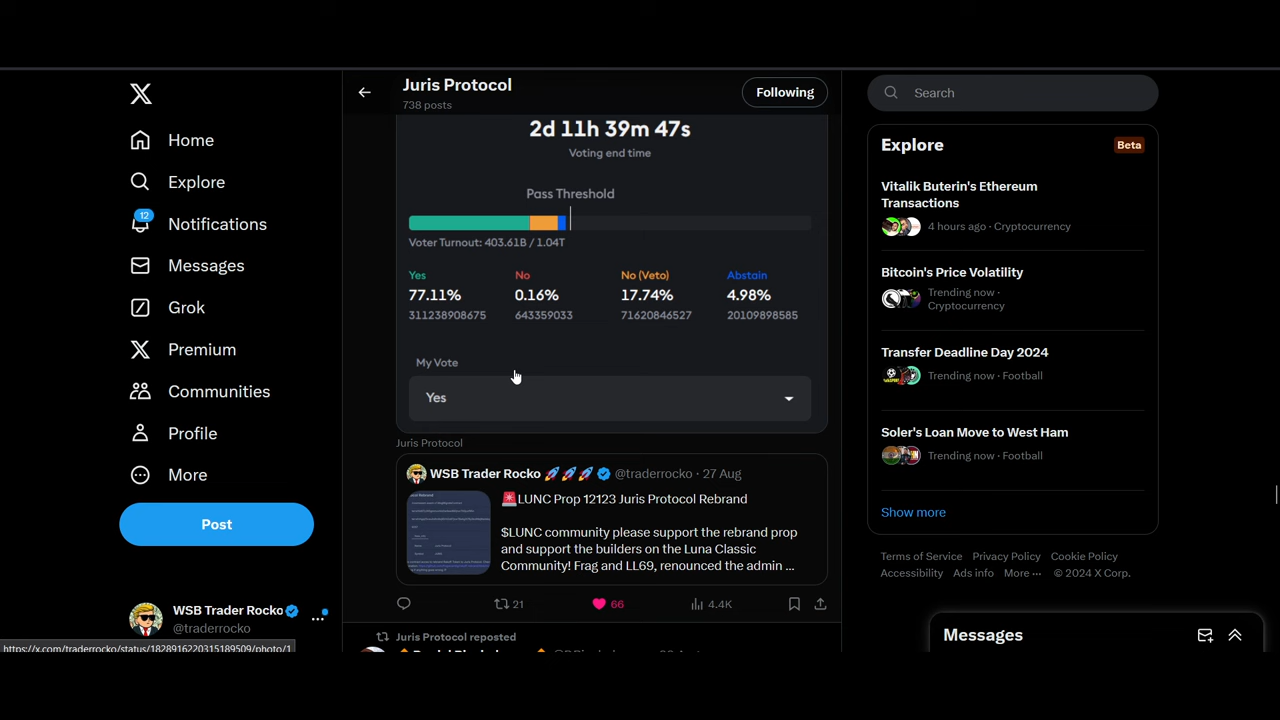 Home
Explore
12
Notifications
Messages
Grok
Premium
Communities
Profile
More
Post
WSB Trader Rocko
@traderrocko
https://x.com/traderrocko/status/1828916220315189509/photo/1
Juris Protocol
738 posts
Following
2d 11h 39m 47s
Voting end time
Pass Threshold
Voter Turnout: 403.61B / 1.04T
Yes No No (Veto) Abstain
77.11% 0.16% 17.74% 4.98%
311238908675 643359033 71620846527 20109898585
My Vote
Yes
Juris Protocol
WSB Trader Rocko 🚀🚀🚀 @traderrocko · 27 Aug
🚨LUNC Prop 12123 Juris Protocol Rebrand
$LUNC community please support the rebrand prop
and support the builders on the Luna Classic
Community! Frag and LL69, renounced the admin ...
21 66 4.4K
Juris Protocol reposted
Search
Explore
Beta
Vitalik Buterin's Ethereum
Transactions
4 hours ago · Cryptocurrency
Bitcoin's Price Volatility
Trending now ·
Cryptocurrency
Transfer Deadline Day 2024
Trending now · Football
Soler's Loan Move to West Ham
Trending now · Football
Show more
Terms of Service Privacy Policy Cookie Policy
Accessibility Ads info More ··· © 2024 X Corp.
Messages